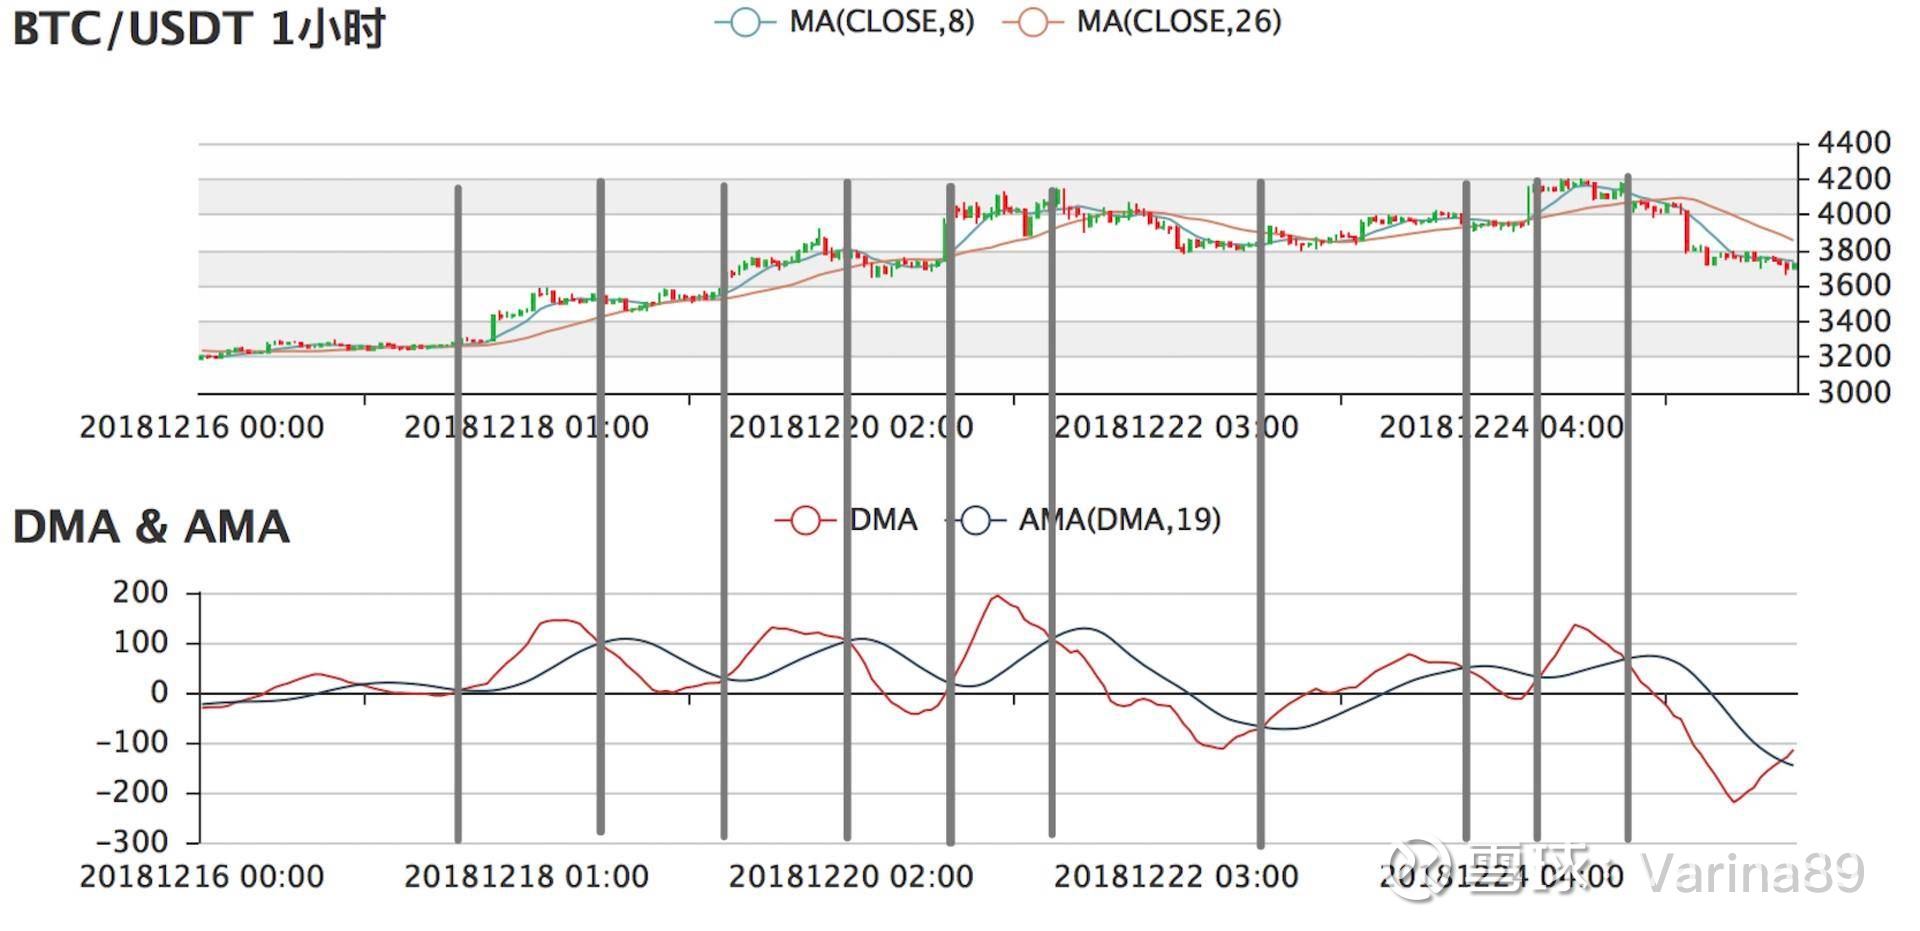 BTC/USDT 1小时
MA(CLOSE,8) MA(CLOSE,26)
4400
4200
4000
3800
3600
3400
3200
3000
20181216 00:00 20181218 01:00 20181220 02:00 20181222 03:00 20181224 04:00
DMA & AMA
DMA AMA(DMA,19)
200
100
0
-100
-200
-300
20181216 00:00 20181218 01:00 20181220 02:00 20181222 03:00 20181224 04:00
雪球: Varina89